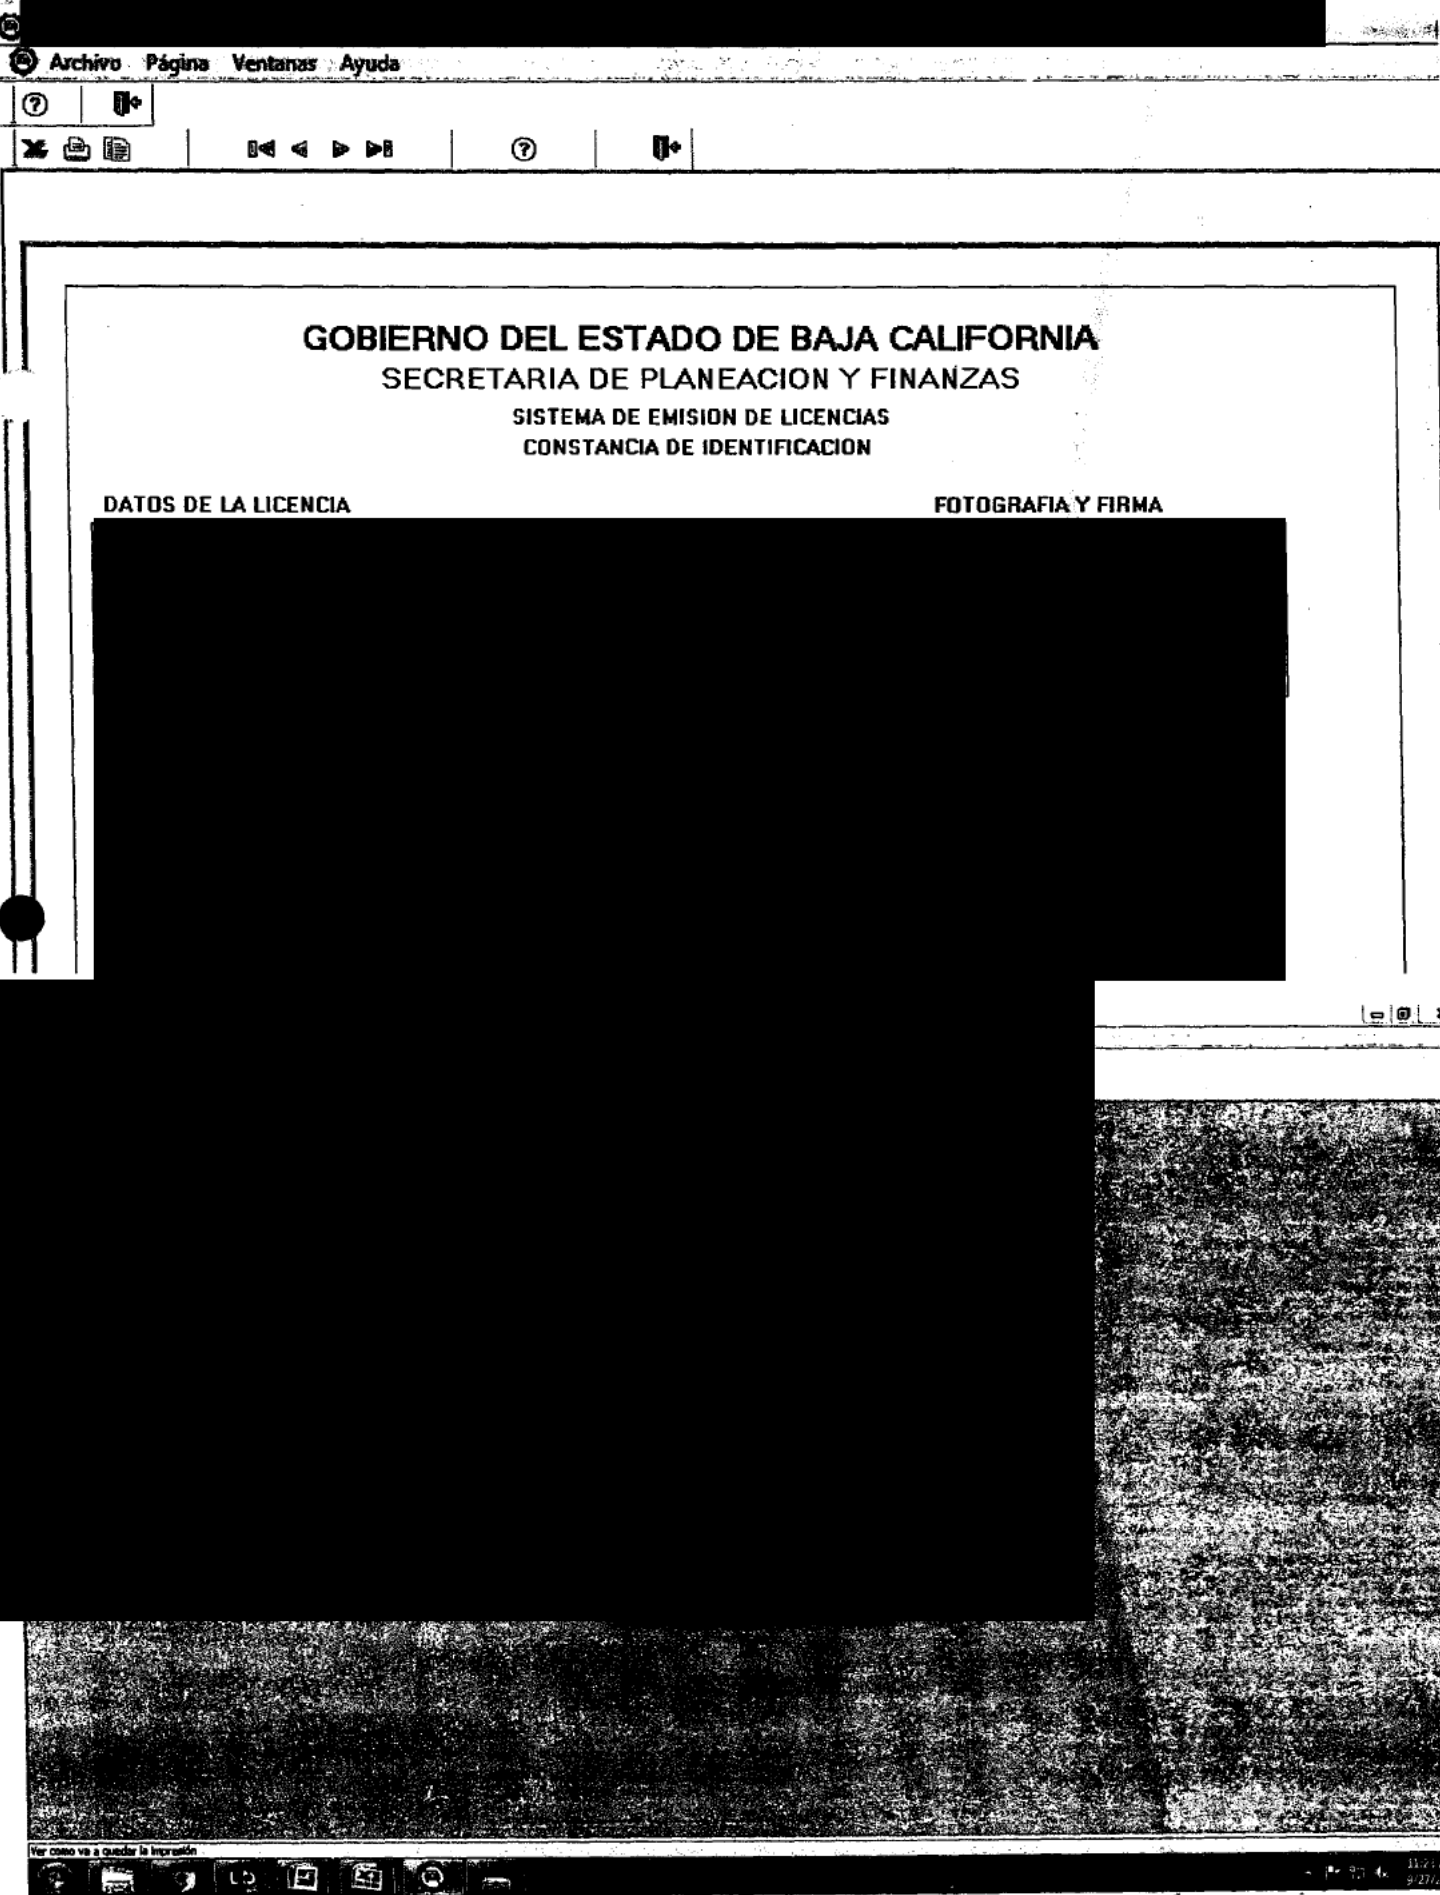 Archivo Página Ventanas Ayuda
GOBIERNO DEL ESTADO DE BAJA CALIFORNIA
SECRETARIA DE PLANEACION Y FINANZAS
SISTEMA DE EMISION DE LICENCIAS
CONSTANCIA DE IDENTIFICACION
DATOS DE LA LICENCIA FOTOGRAFIA Y FIRMA
Ver como va a quedar la impresión